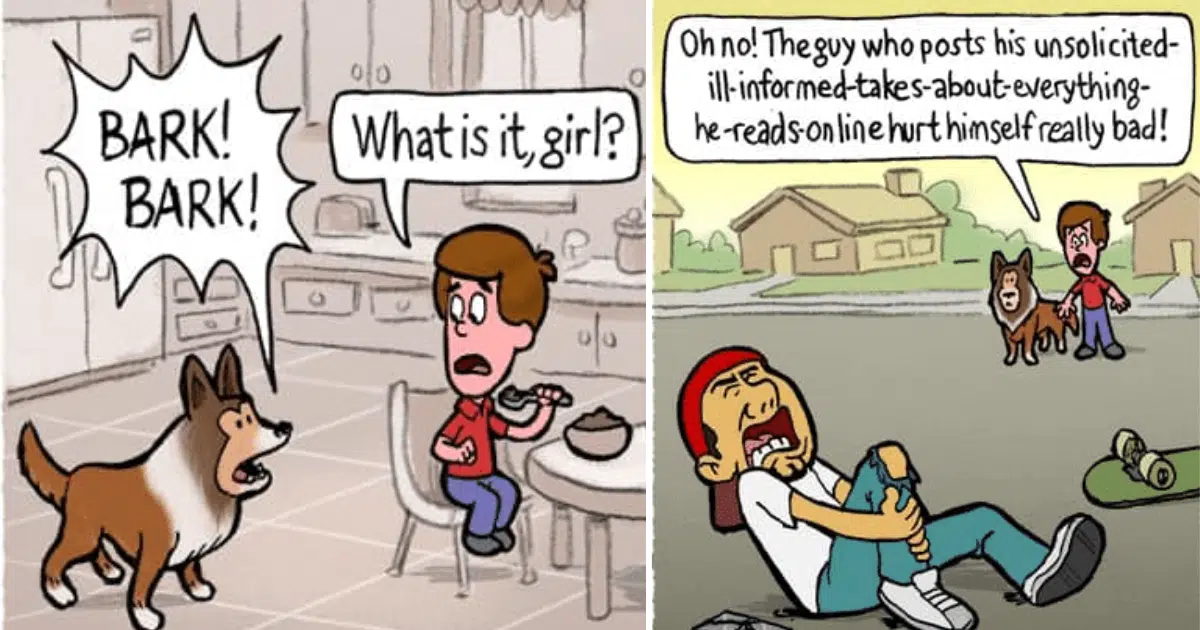 BARK!
BARK!
What is it, girl?
Oh no! The guy who posts his unsolicited-
ill-informed-takes-about-everything-
he-reads-online hurt himself really bad!